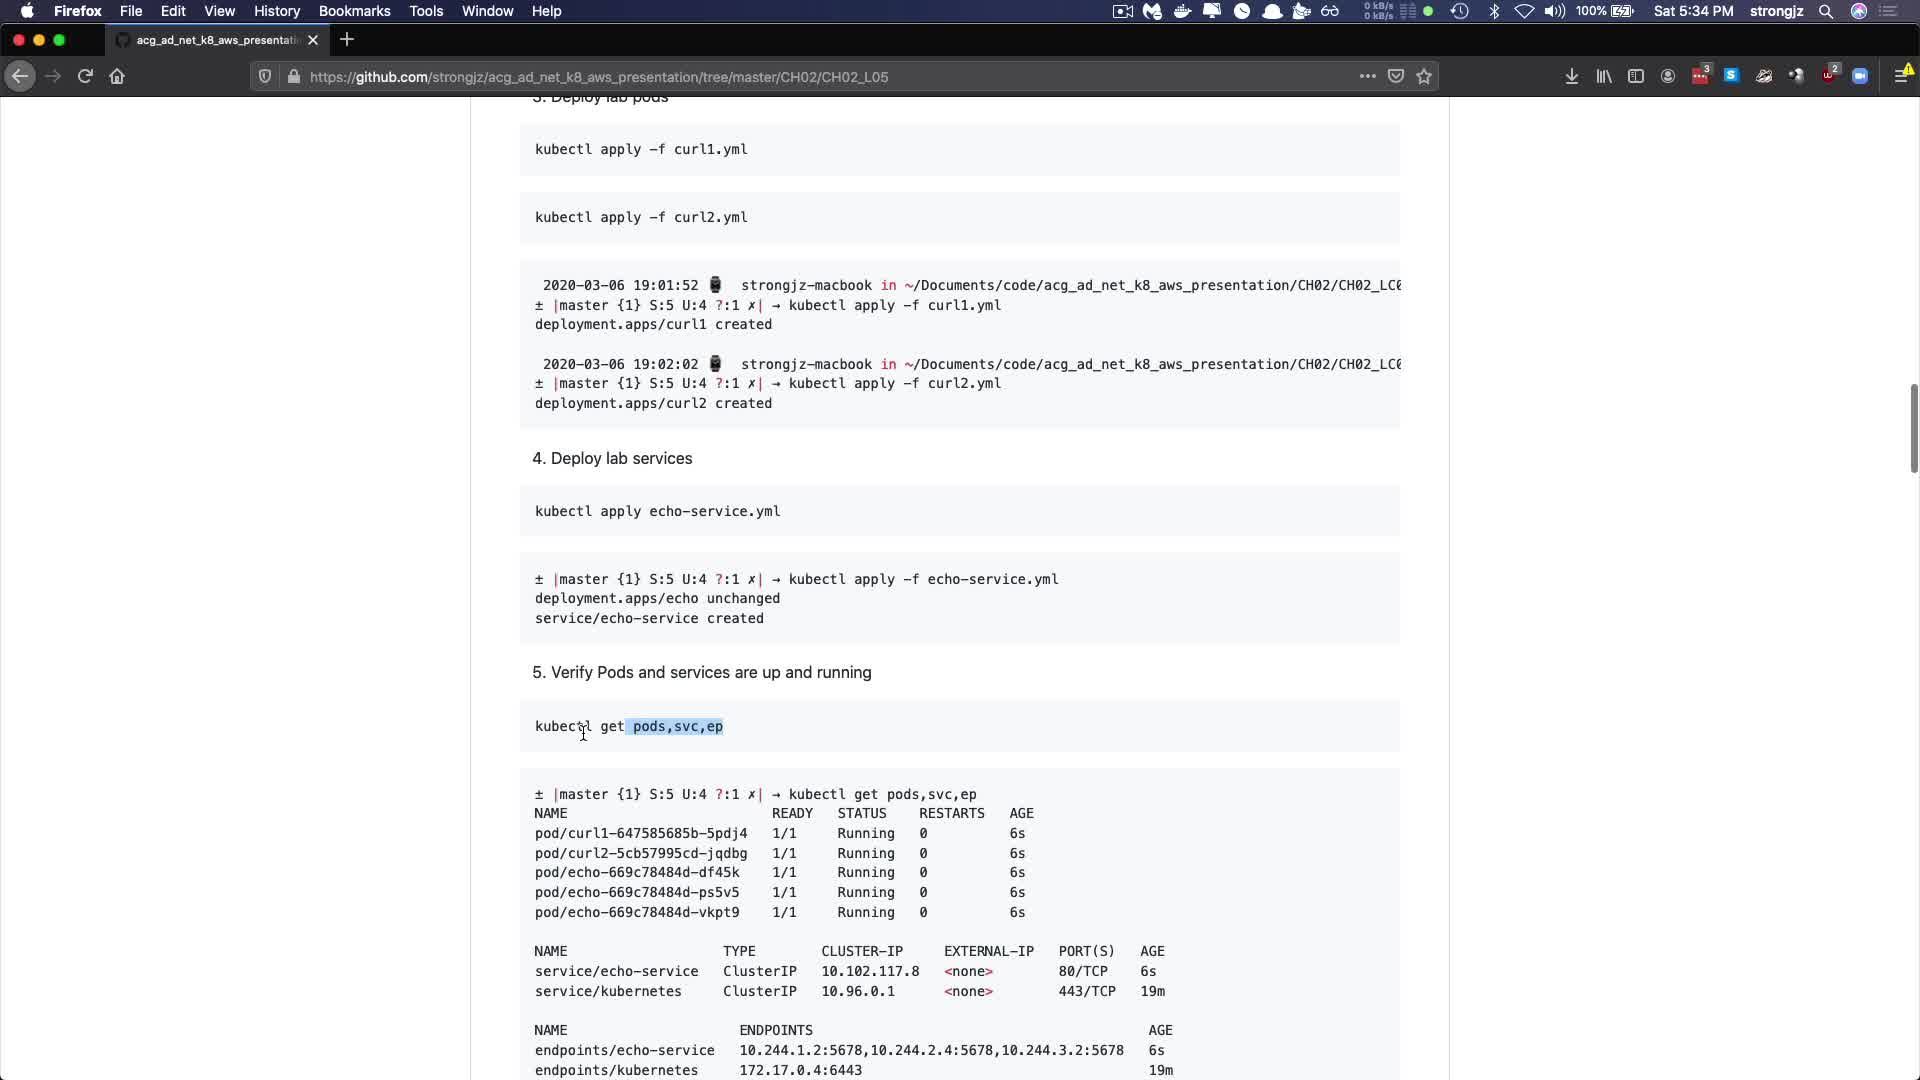 Firefox File Edit View History Bookmarks Tools Window Help 0 kB/s 0 kB/s 100% Sat 5:34 PM strongjz
acg_ad_net_k8_aws_presentati
https://github.com/strongjz/acg_ad_net_k8_aws_presentation/tree/master/CH02/CH02_L05 3 2
3. Deploy lab pods
kubectl apply -f curl1.yml
kubectl apply -f curl2.yml
2020-03-06 19:01:52 ⌚ strongjz-macbook in ~/Documents/code/acg_ad_net_k8_aws_presentation/CH02/CH02_LC0
± |master {1} S:5 U:4 ?:1 ✗| → kubectl apply -f curl1.yml
deployment.apps/curl1 created
2020-03-06 19:02:02 ⌚ strongjz-macbook in ~/Documents/code/acg_ad_net_k8_aws_presentation/CH02/CH02_LC0
± |master {1} S:5 U:4 ?:1 ✗| → kubectl apply -f curl2.yml
deployment.apps/curl2 created
4. Deploy lab services
kubectl apply echo-service.yml
± |master {1} S:5 U:4 ?:1 ✗| → kubectl apply -f echo-service.yml
deployment.apps/echo unchanged
service/echo-service created
5. Verify Pods and services are up and running
kubectl get pods,svc,ep
± |master {1} S:5 U:4 ?:1 ✗| → kubectl get pods,svc,ep
NAME READY STATUS RESTARTS AGE
pod/curl1-647585685b-5pdj4 1/1 Running 0 6s
pod/curl2-5cb57995cd-jqdbg 1/1 Running 0 6s
pod/echo-669c78484d-df45k 1/1 Running 0 6s
pod/echo-669c78484d-ps5v5 1/1 Running 0 6s
pod/echo-669c78484d-vkpt9 1/1 Running 0 6s
NAME TYPE CLUSTER-IP EXTERNAL-IP PORT(S) AGE
service/echo-service ClusterIP 10.102.117.8 <none> 80/TCP 6s
service/kubernetes ClusterIP 10.96.0.1 <none> 443/TCP 19m
NAME ENDPOINTS AGE
endpoints/echo-service 10.244.1.2:5678,10.244.2.4:5678,10.244.3.2:5678 6s
endpoints/kubernetes 172.17.0.4:6443 19m